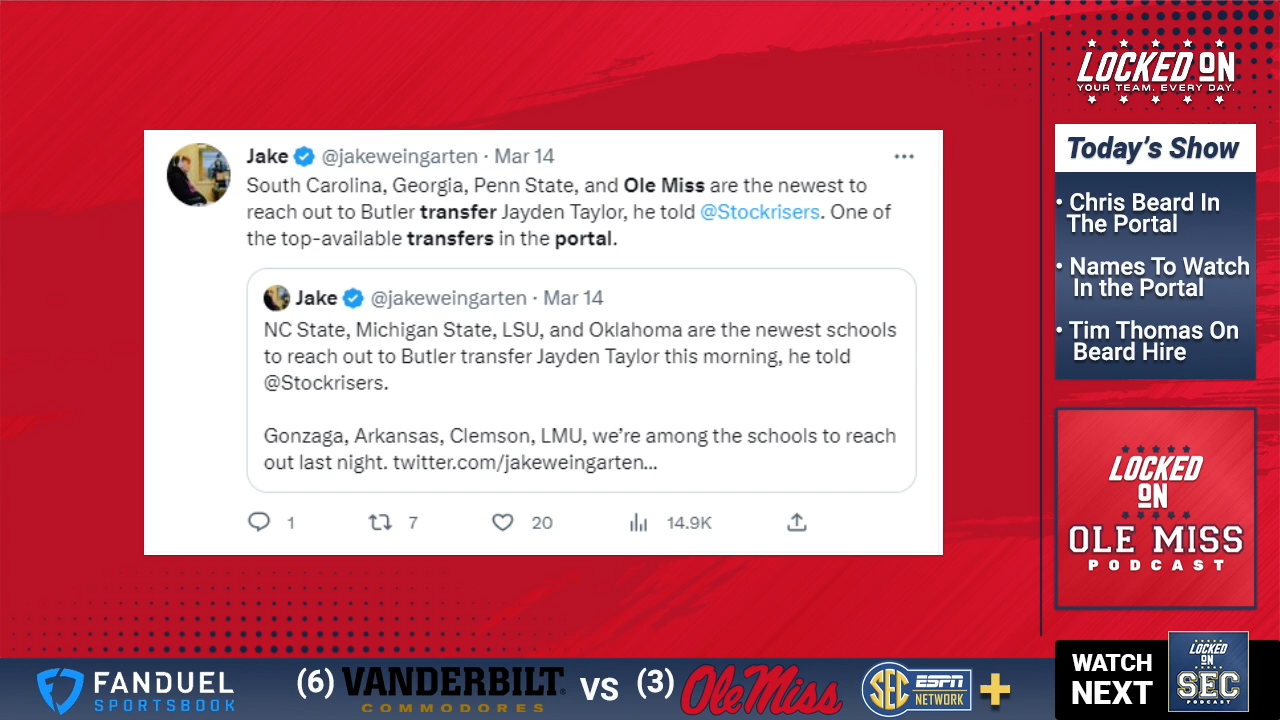 Jake @jakeweingarten · Mar 14
South Carolina, Georgia, Penn State, and Ole Miss are the newest to
reach out to Butler transfer Jayden Taylor, he told @Stockrisers. One of
the top-available transfers in the portal.
Jake @jakeweingarten · Mar 14
NC State, Michigan State, LSU, and Oklahoma are the newest schools
to reach out to Butler transfer Jayden Taylor this morning, he told
@Stockrisers.
Gonzaga, Arkansas, Clemson, LMU, we’re among the schools to reach
out last night. twitter.com/jakeweingarten...
1 7 20 14.9K
LOCKED ON
YOUR TEAM. EVERY DAY.
Today’s Show
• Chris Beard In
The Portal
• Names To Watch
In the Portal
• Tim Thomas On
Beard Hire
LOCKED
ON
OLE MISS
PODCAST
FANDUEL
SPORTSBOOK
(6) VANDERBILT
COMMODORES
VS (3) Ole Miss
SEC ESPN
NETWORK +
WATCH
NEXT
LOCKED
ON
SEC
PODCAST